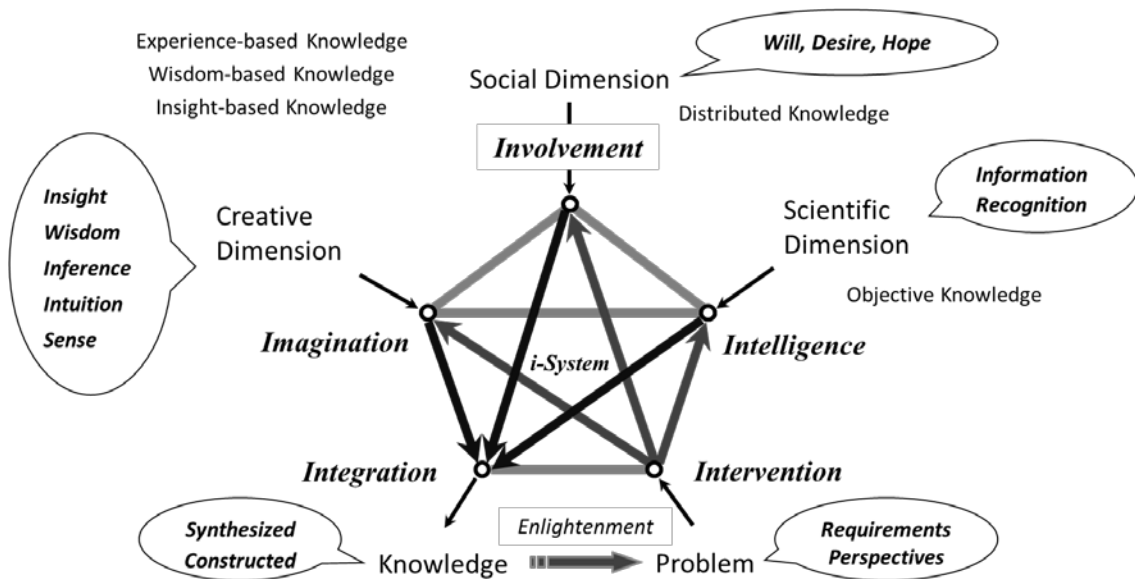 Experience-based Knowledge
Wisdom-based Knowledge
Insight-based Knowledge
Will, Desire, Hope
Social Dimension
Distributed Knowledge
Involvement
Information
Recognition
Insight
Wisdom
Inference
Intuition
Sense
Creative
Dimension
Scientific
Dimension
Objective Knowledge
Imagination
i-System
Intelligence
Integration
Intervention
Synthesized
Constructed
Enlightenment
Knowledge
Problem
Requirements
Perspectives